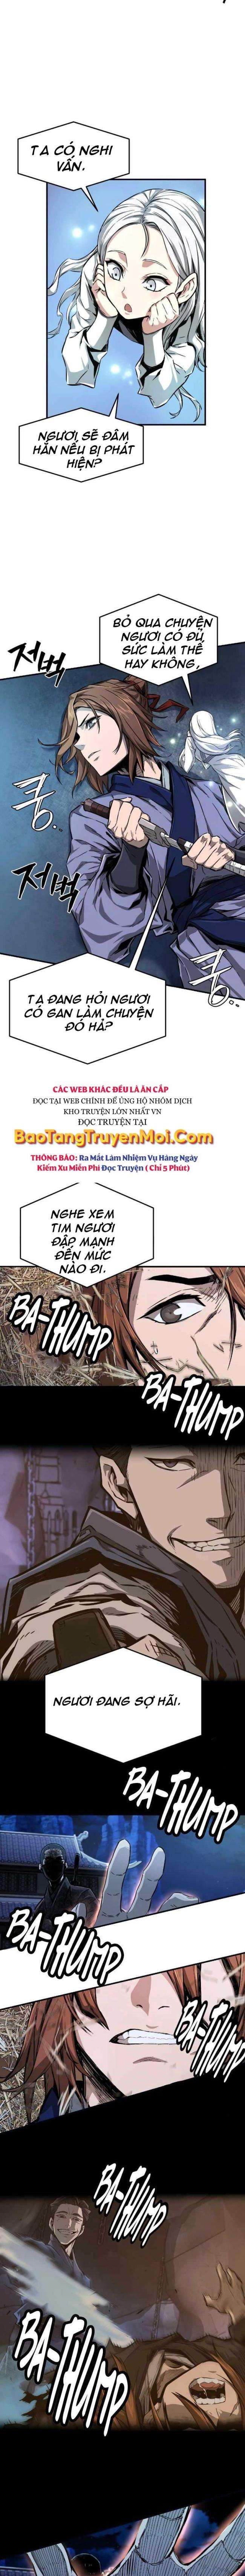 TA CÓ NGHI
VẤN.
NGƯƠI SẼ ĐÂM
HẮN NẾU BỊ PHÁT
HIỆN?
BỎ QUA CHUYỆN
NGƯƠI CÓ ĐỦ
SỨC LÀM THẾ
HAY KHÔNG,
저벅
쿵
저벅
쿵
TA ĐANG HỎI NGƯƠI
CÓ GAN LÀM CHUYỆN
ĐÓ HẢ?
CÁC WEB KHÁC ĐỀU LÀ ĂN CẮP
ĐỌC TẠI WEB CHÍNH ĐỂ ỦNG HỘ NHÓM DỊCH
KHO TRUYỆN LỚN NHẤT VN
ĐỌC TRUYỆN TẠI
BaoTangTruyenMoi.Com
THÔNG BÁO: Ra Mắt Làm Nhiệm Vụ Hàng Ngày
Kiếm Xu Miễn Phí Đọc Truyện ( Chỉ 5 Phút)
NGHE XEM
TIM NGƯƠI
ĐẬP MẠNH
ĐẾN MỨC
NÀO ĐI.
BA-THUMP
BA-THUMP
NGƯƠI ĐANG SỢ HÃI.
BA-THUMP
BA-THUMP
BA-THUMP
BA-THUMP
BA-THUMP